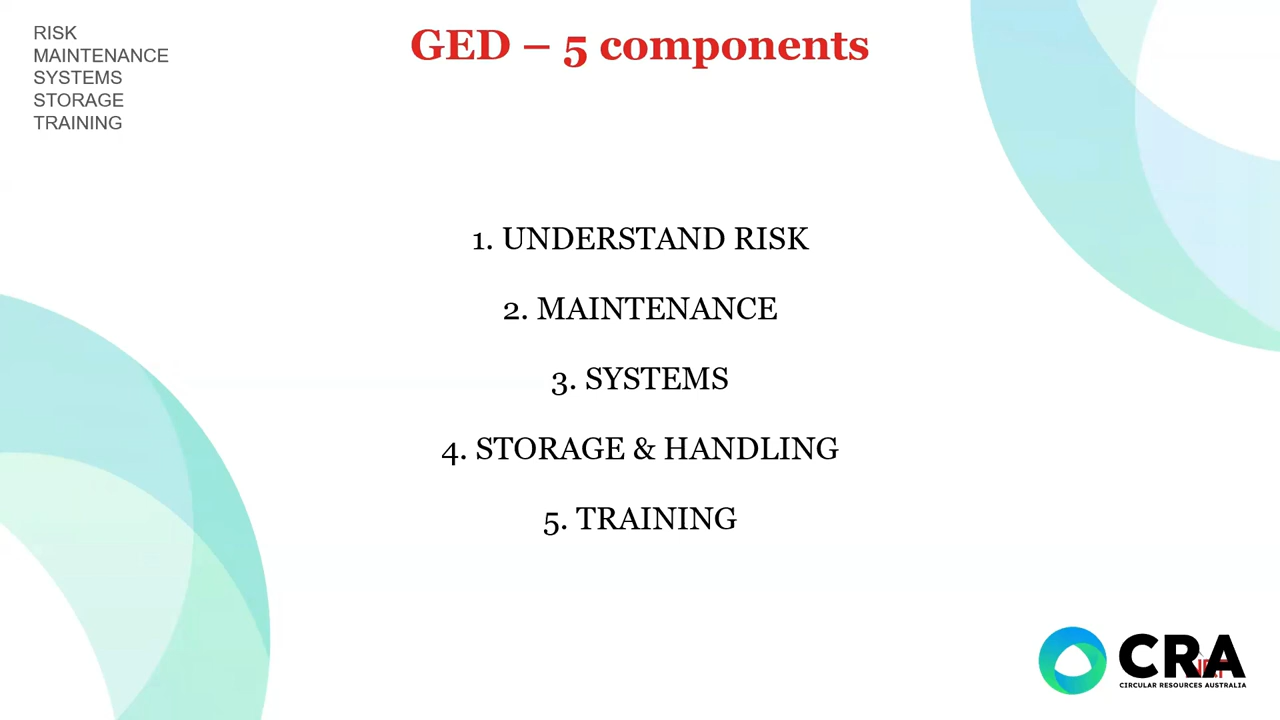 RISK
MAINTENANCE
SYSTEMS
STORAGE
TRAINING
GED – 5 components
1. UNDERSTAND RISK
2. MAINTENANCE
3. SYSTEMS
4. STORAGE & HANDLING
5. TRAINING
CRA
CIRCULAR RESOURCES AUSTRALIA